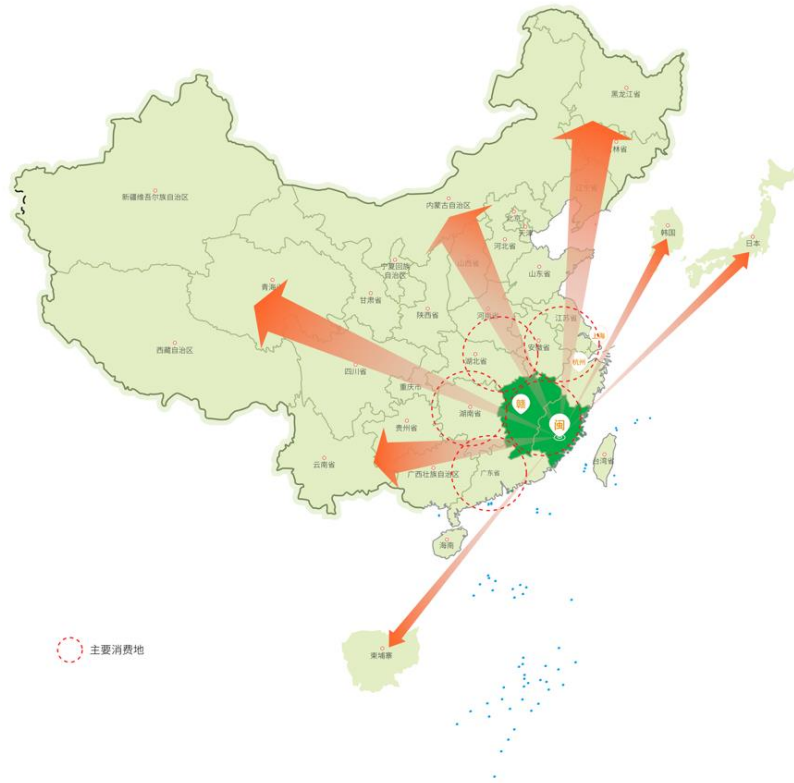 黑龙江省
林省
辽宁省
新疆维吾尔族自治区
内蒙古自治区
北京
天津
韩国
日本
河北省
宁夏回族
自治区
山西省
山东省
青海
甘肃省
陕西省
河南省
江苏省
上海
西藏自治区
安徽省
湖北省
杭州
四川省
重庆市
赣
湖南省
贵州省
闽
云南省
广西壮族自治区
广东省
台湾省
海南
主要消费地
柬埔寨